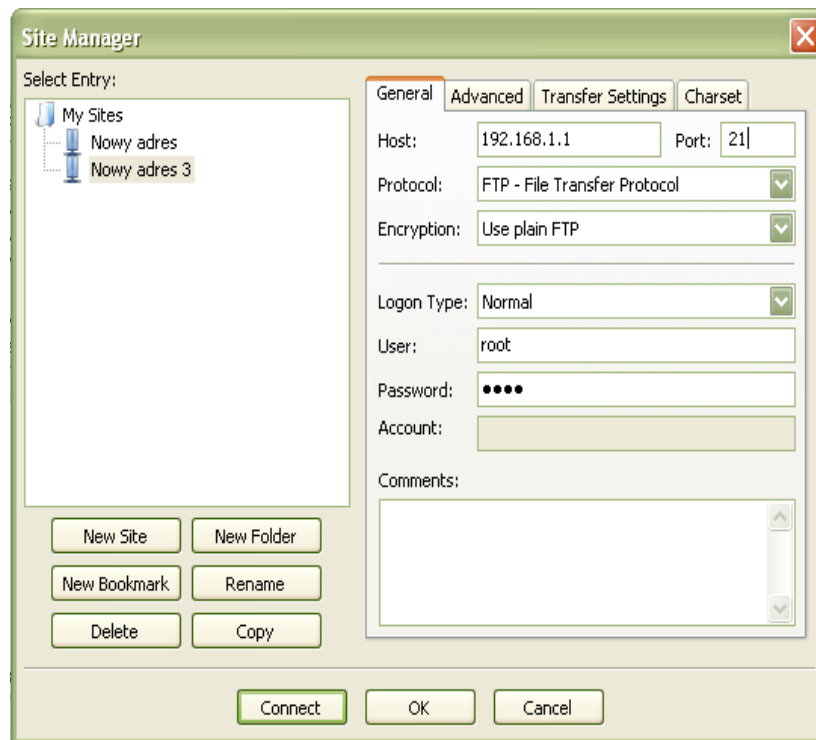 Site Manager
Select Entry:
My Sites
Nowy adres
Nowy adres 3
New Site
New Folder
New Bookmark
Rename
Delete
Copy
General
Advanced
Transfer Settings
Charset
Host: 192.168.1.1 Port: 21
Protocol: FTP - File Transfer Protocol
Encryption: Use plain FTP
Logon Type: Normal
User: root
Password: ●●●●
Account:
Comments:
Connect
OK
Cancel